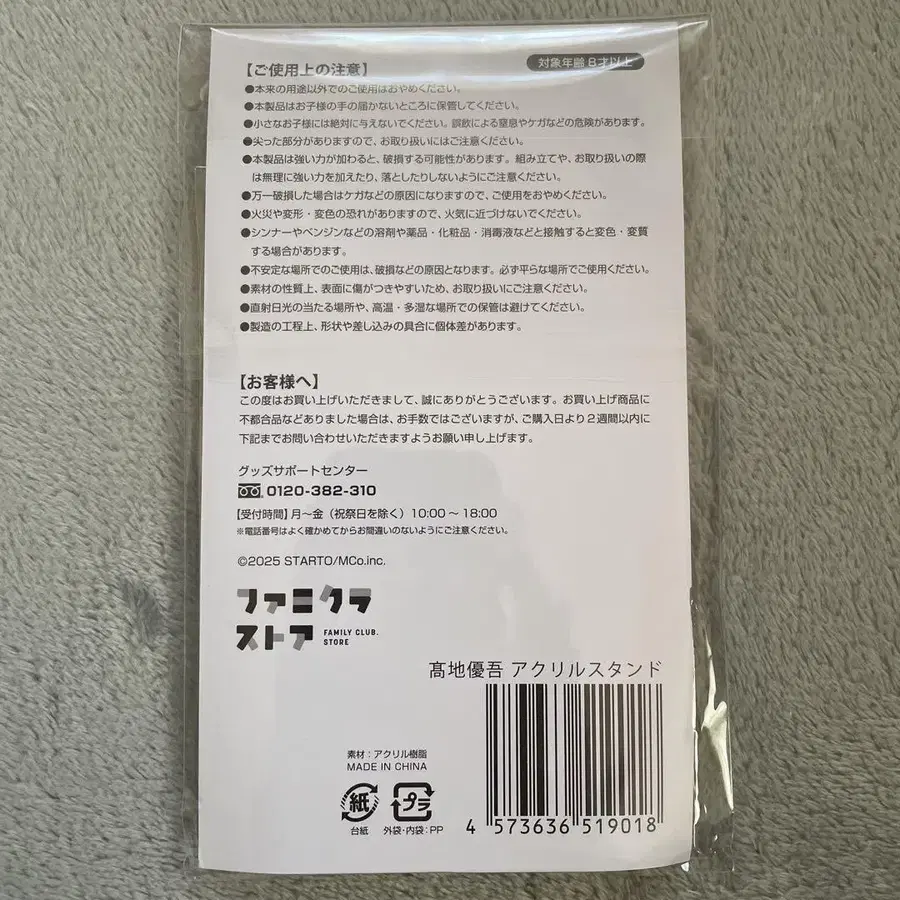 【ご使用上の注意】
対象年齢 8才以上
●本来の用途以外でのご使用はおやめください。
●本製品はお子様の手の届かないところに保管してください。
●小さなお子様には絶対に与えないでください。誤飲による窒息やケガなどの危険があります。
●尖った部分がありますので、お取り扱いにはご注意ください。
●本製品は強い力が加わると、破損する可能性があります。組み立てや、お取り扱いの際
は無理に強い力を加えたり、落としたりしないようにご注意ください。
●万一破損した場合はケガなどの原因になりますので、ご使用をおやめください。
●火災や変形・変色の恐れがありますので、火気に近づけないでください。
●シンナーやベンジンなどの溶剤や薬品・化粧品・消毒液などと接触すると変色・変質
する場合があります。
●不安定な場所でのご使用は、破損などの原因となります。必ず平らな場所でご使用ください。
●素材の性質上、表面に傷がつきやすいため、お取り扱いにご注意ください。
●直射日光の当たる場所や、高温・多湿な場所での保管は避けてください。
●製造の工程上、形状や差し込みの具合に個体差があります。
【お客様へ】
この度はお買い上げいただきまして、誠にありがとうございます。お買い上げ商品に
不都合品などありました場合は、お手数ではございますが、ご購入日より2週間以内に
下記までお問い合わせいただきますようお願い申し上げます。
グッズサポートセンター
0120-382-310
【受付時間】月～金（祝祭日を除く）10:00～18:00
※電話番号はよく確かめてからお間違いのないようにご注意ください。
©2025 STARTO/MCo.inc.
ファミクラ
ストア FAMILY CLUB.
STORE
髙地優吾 アクリルスタンド
素材：アクリル樹脂
MADE IN CHINA
紙 プラ
台紙 外袋・内袋：PP
4 573636 519018